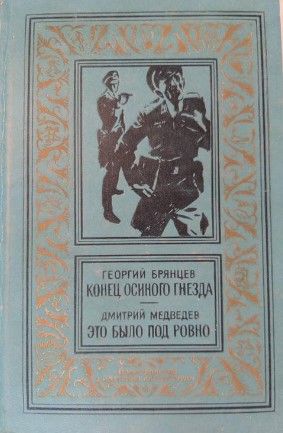 ГЕОРГИЙ БРЯНЦЕВ
КОНЕЦ ОСИНОГО ГНЕЗДА
ДМИТРИЙ МЕДВЕДЕВ
ЭТО БЫЛО ПОД РОВНО